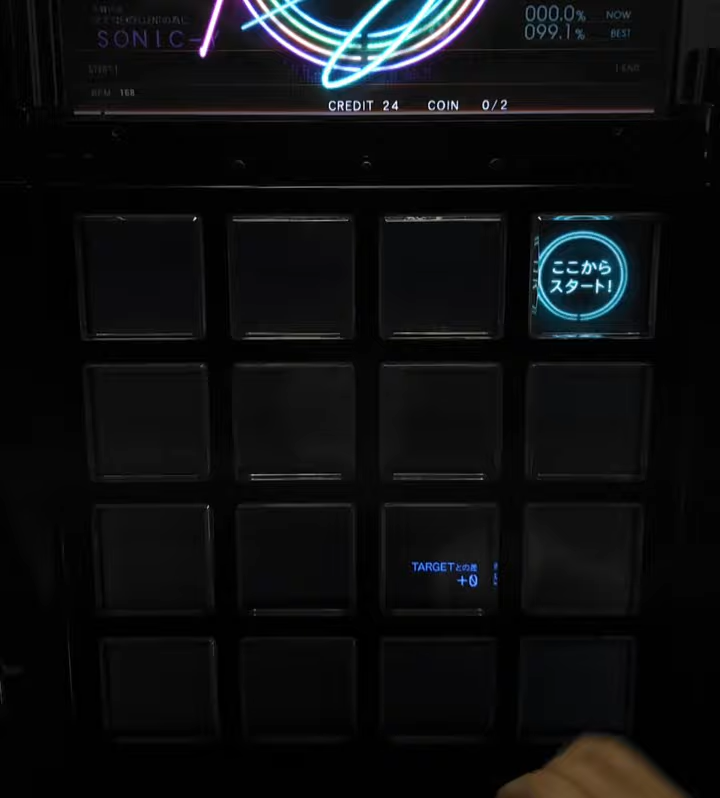 SONIC-
000.0% NOW
099.1% BEST
BPM 168
CREDIT 24 COIN 0/2
ここから
スタート!
TARGETとの差
+0